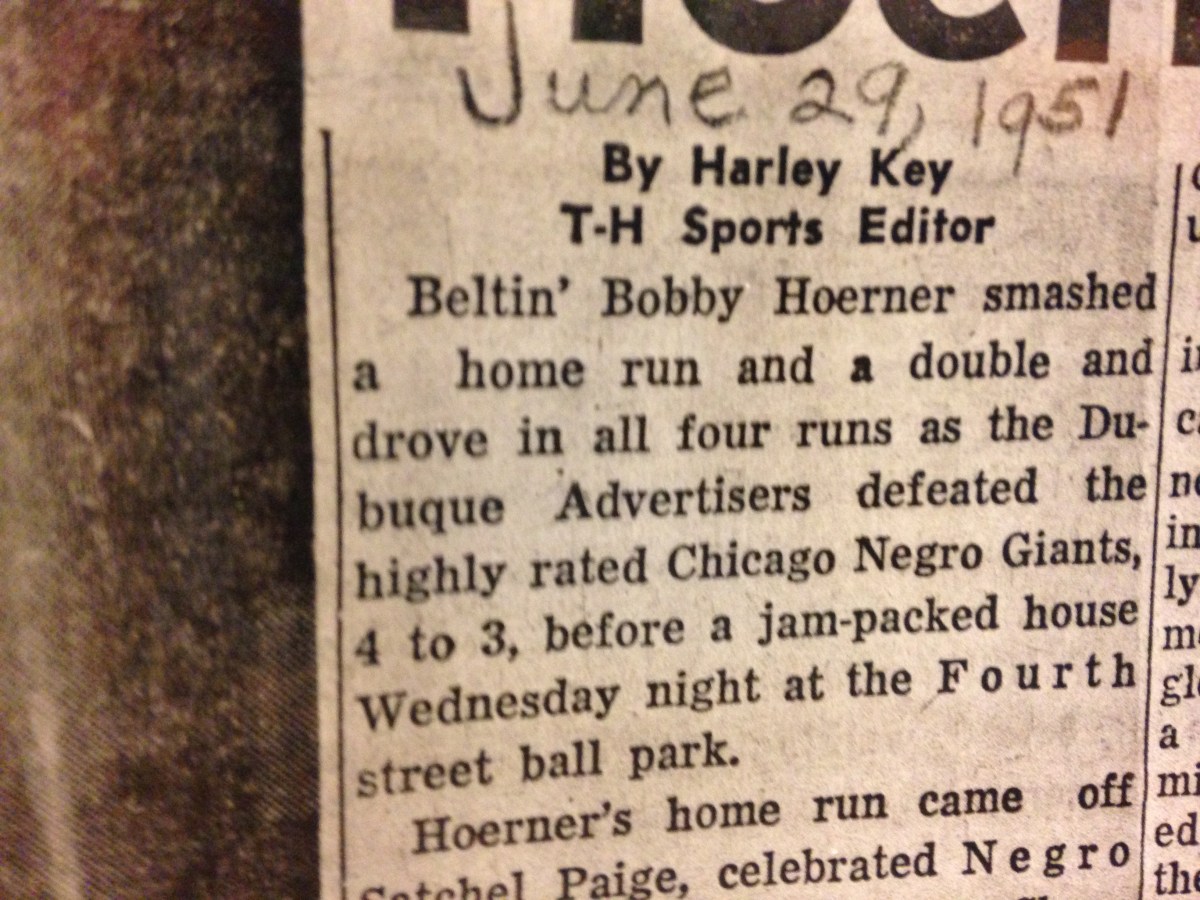 June 29, 1951
By Harley Key
T-H Sports Editor
Beltin' Bobby Hoerner smashed
a home run and a double and
drove in all four runs as the Du-
buque Advertisers defeated the
highly rated Chicago Negro Giants,
4 to 3, before a jam-packed house
Wednesday night at the Fourth
street ball park.
Hoerner's home run came off
Satchel Paige, celebrated Negro